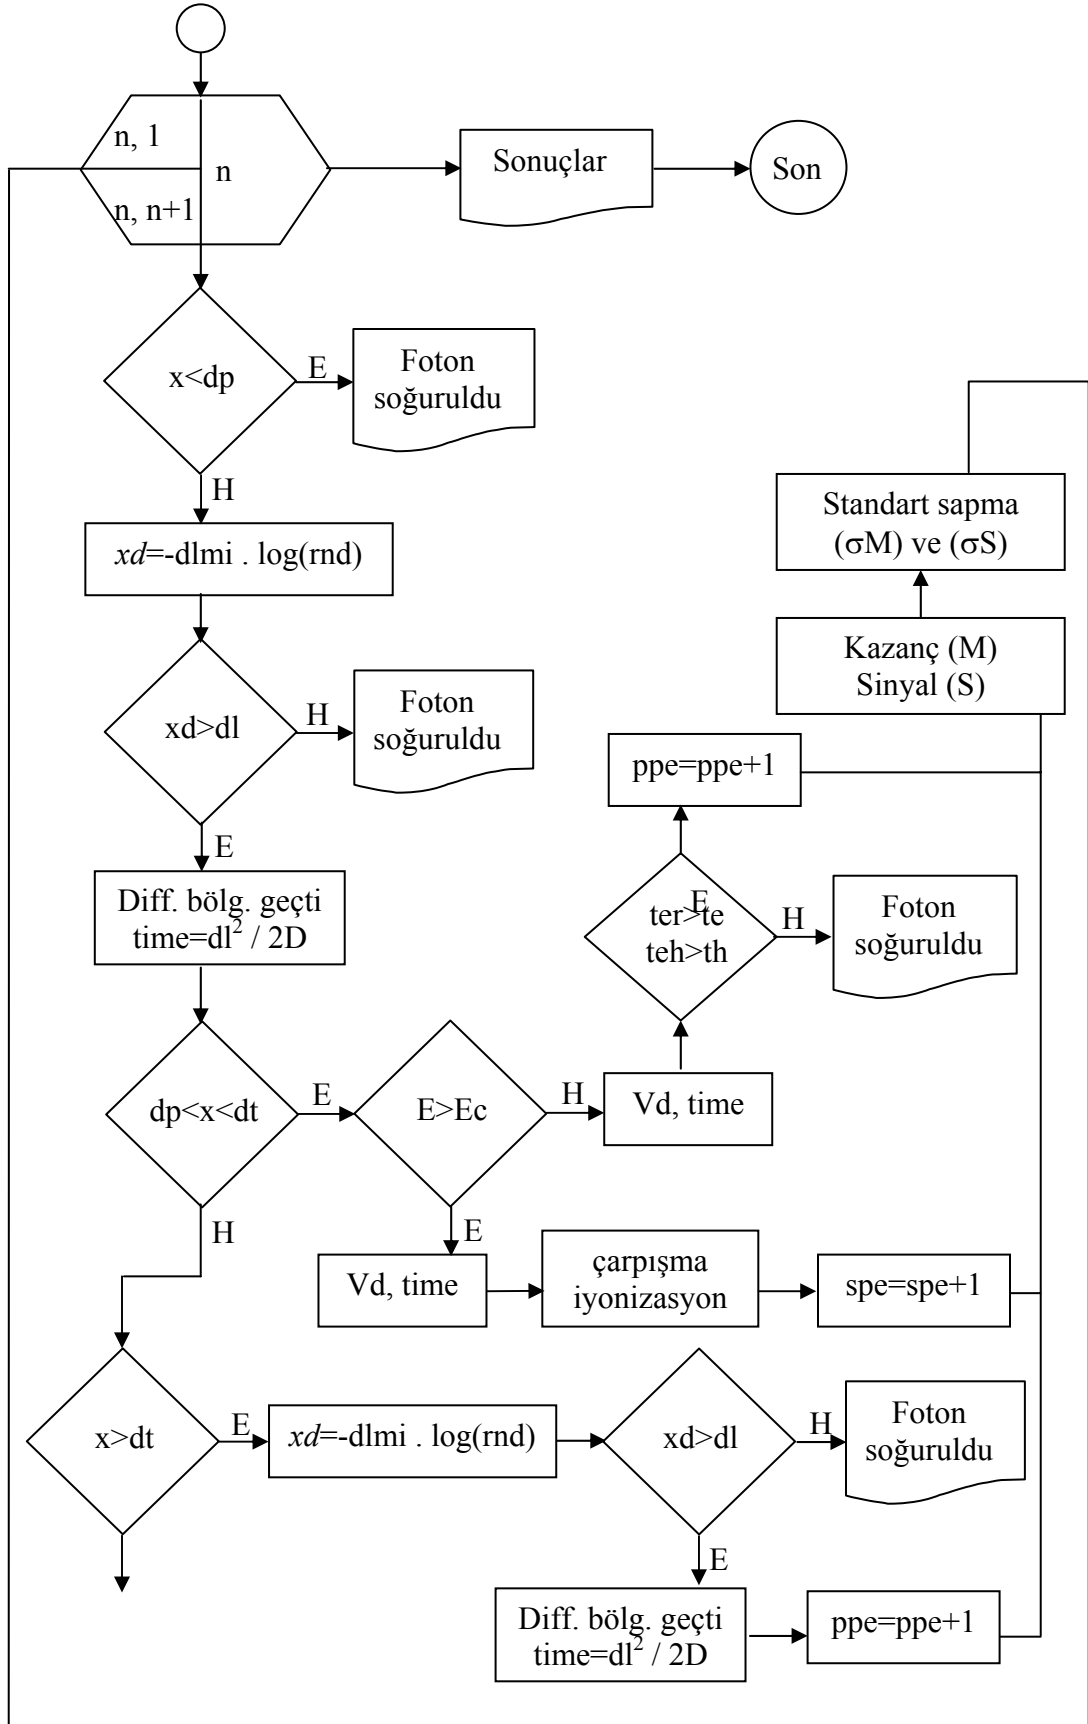 n, 1
n
n, n+1
Sonuçlar
Son
x<dp
E
Foton
soğuruldu
H
xd=-dlmi . log(rnd)
Standart sapma
(σM) ve (σS)
Kazanç (M)
Sinyal (S)
xd>dl
H
Foton
soğuruldu
ppe=ppe+1
E
Diff. bölg. geçti
time=dl² / 2D
E
ter>te
teh>th
H
Foton
soğuruldu
dp<x<dt
E
E>Ec
H
Vd, time
H
E
Vd, time
çarpışma
iyonizasyon
spe=spe+1
x>dt
E
xd=-dlmi . log(rnd)
xd>dl
H
Foton
soğuruldu
E
Diff. bölg. geçti
time=dl² / 2D
ppe=ppe+1